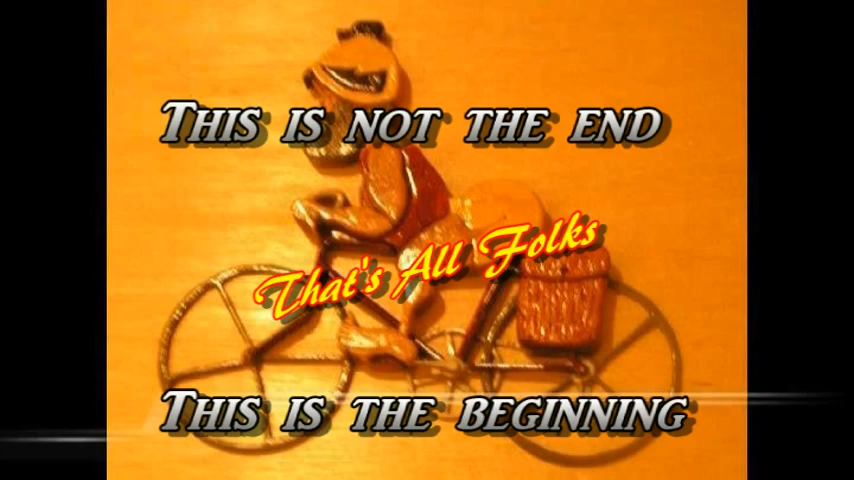 This is not the end
That's All Folks
This is the beginning